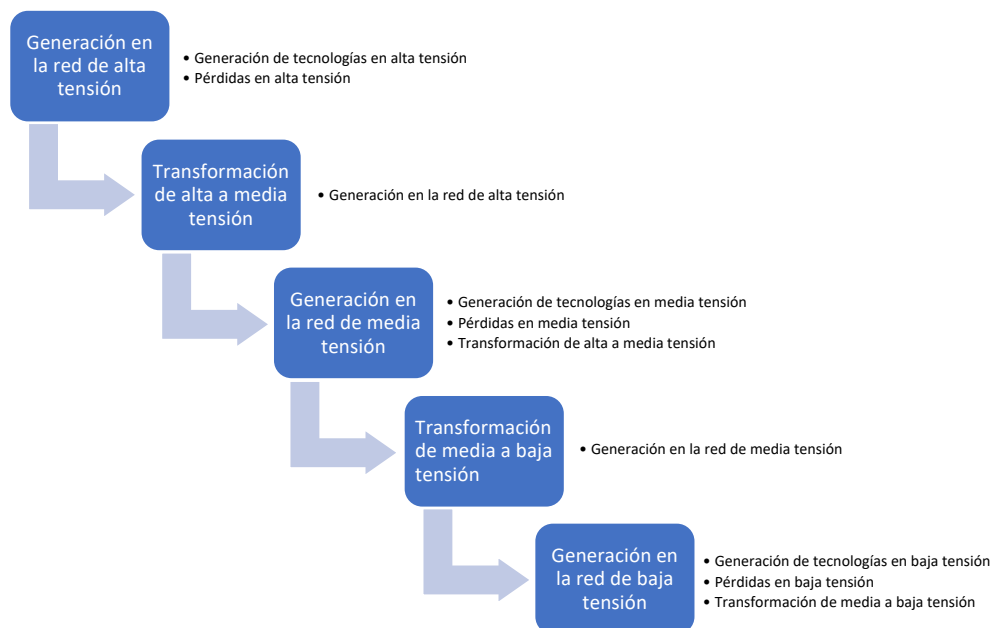 Generación en
la red de alta
tensión
• Generación de tecnologías en alta tensión
• Pérdidas en alta tensión
Transformación
de alta a media
tensión
• Generación en la red de alta tensión
Generación en
la red de media
tensión
• Generación de tecnologías en media tensión
• Pérdidas en media tensión
• Transformación de alta a media tensión
Transformación
de media a baja
tensión
• Generación en la red de media tensión
Generación en
la red de baja
tensión
• Generación de tecnologías en baja tensión
• Pérdidas en baja tensión
• Transformación de media a baja tensión